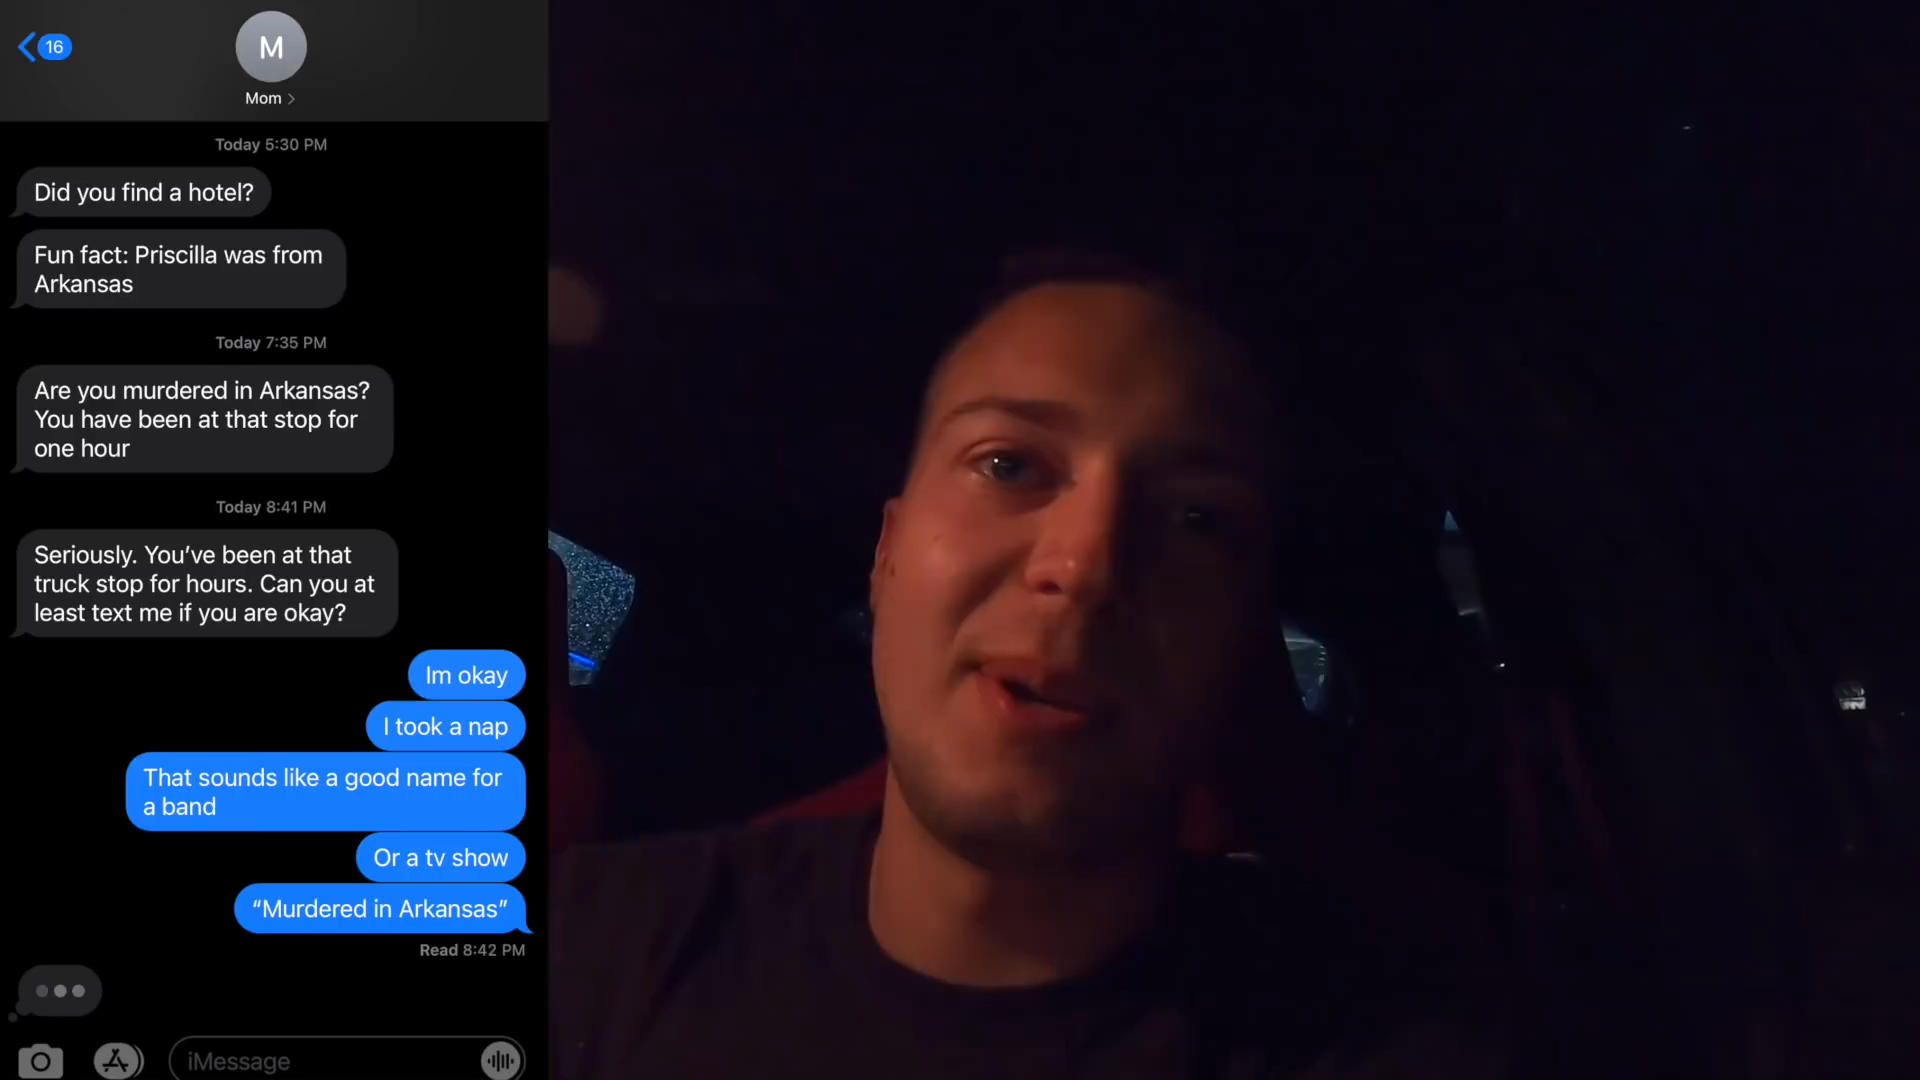 16
M
Mom
Today 5:30 PM
Did you find a hotel?
Fun fact: Priscilla was from
Arkansas
Today 7:35 PM
Are you murdered in Arkansas?
You have been at that stop for
one hour
Today 8:41 PM
Seriously. You’ve been at that
truck stop for hours. Can you at
least text me if you are okay?
Im okay
I took a nap
That sounds like a good name for
a band
Or a tv show
“Murdered in Arkansas”
Read 8:42 PM
iMessage